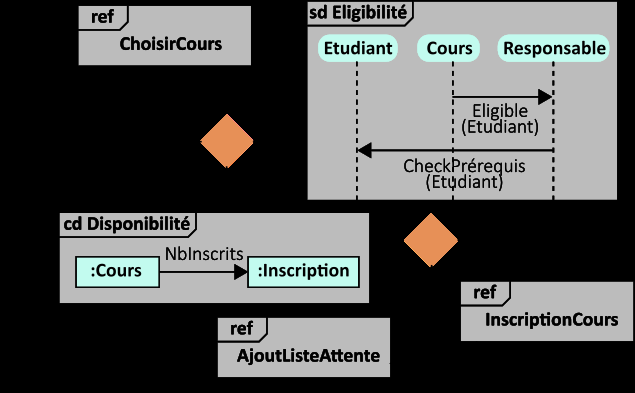 ref
ChoisirCours
sd Eligibilité
Etudiant Cours Responsable
Eligible
(Etudiant)
CheckPrérequis
(Etudiant)
cd Disponibilité
NbInscrits
:Cours :Inscription
ref
InscriptionCours
ref
AjoutListeAttente